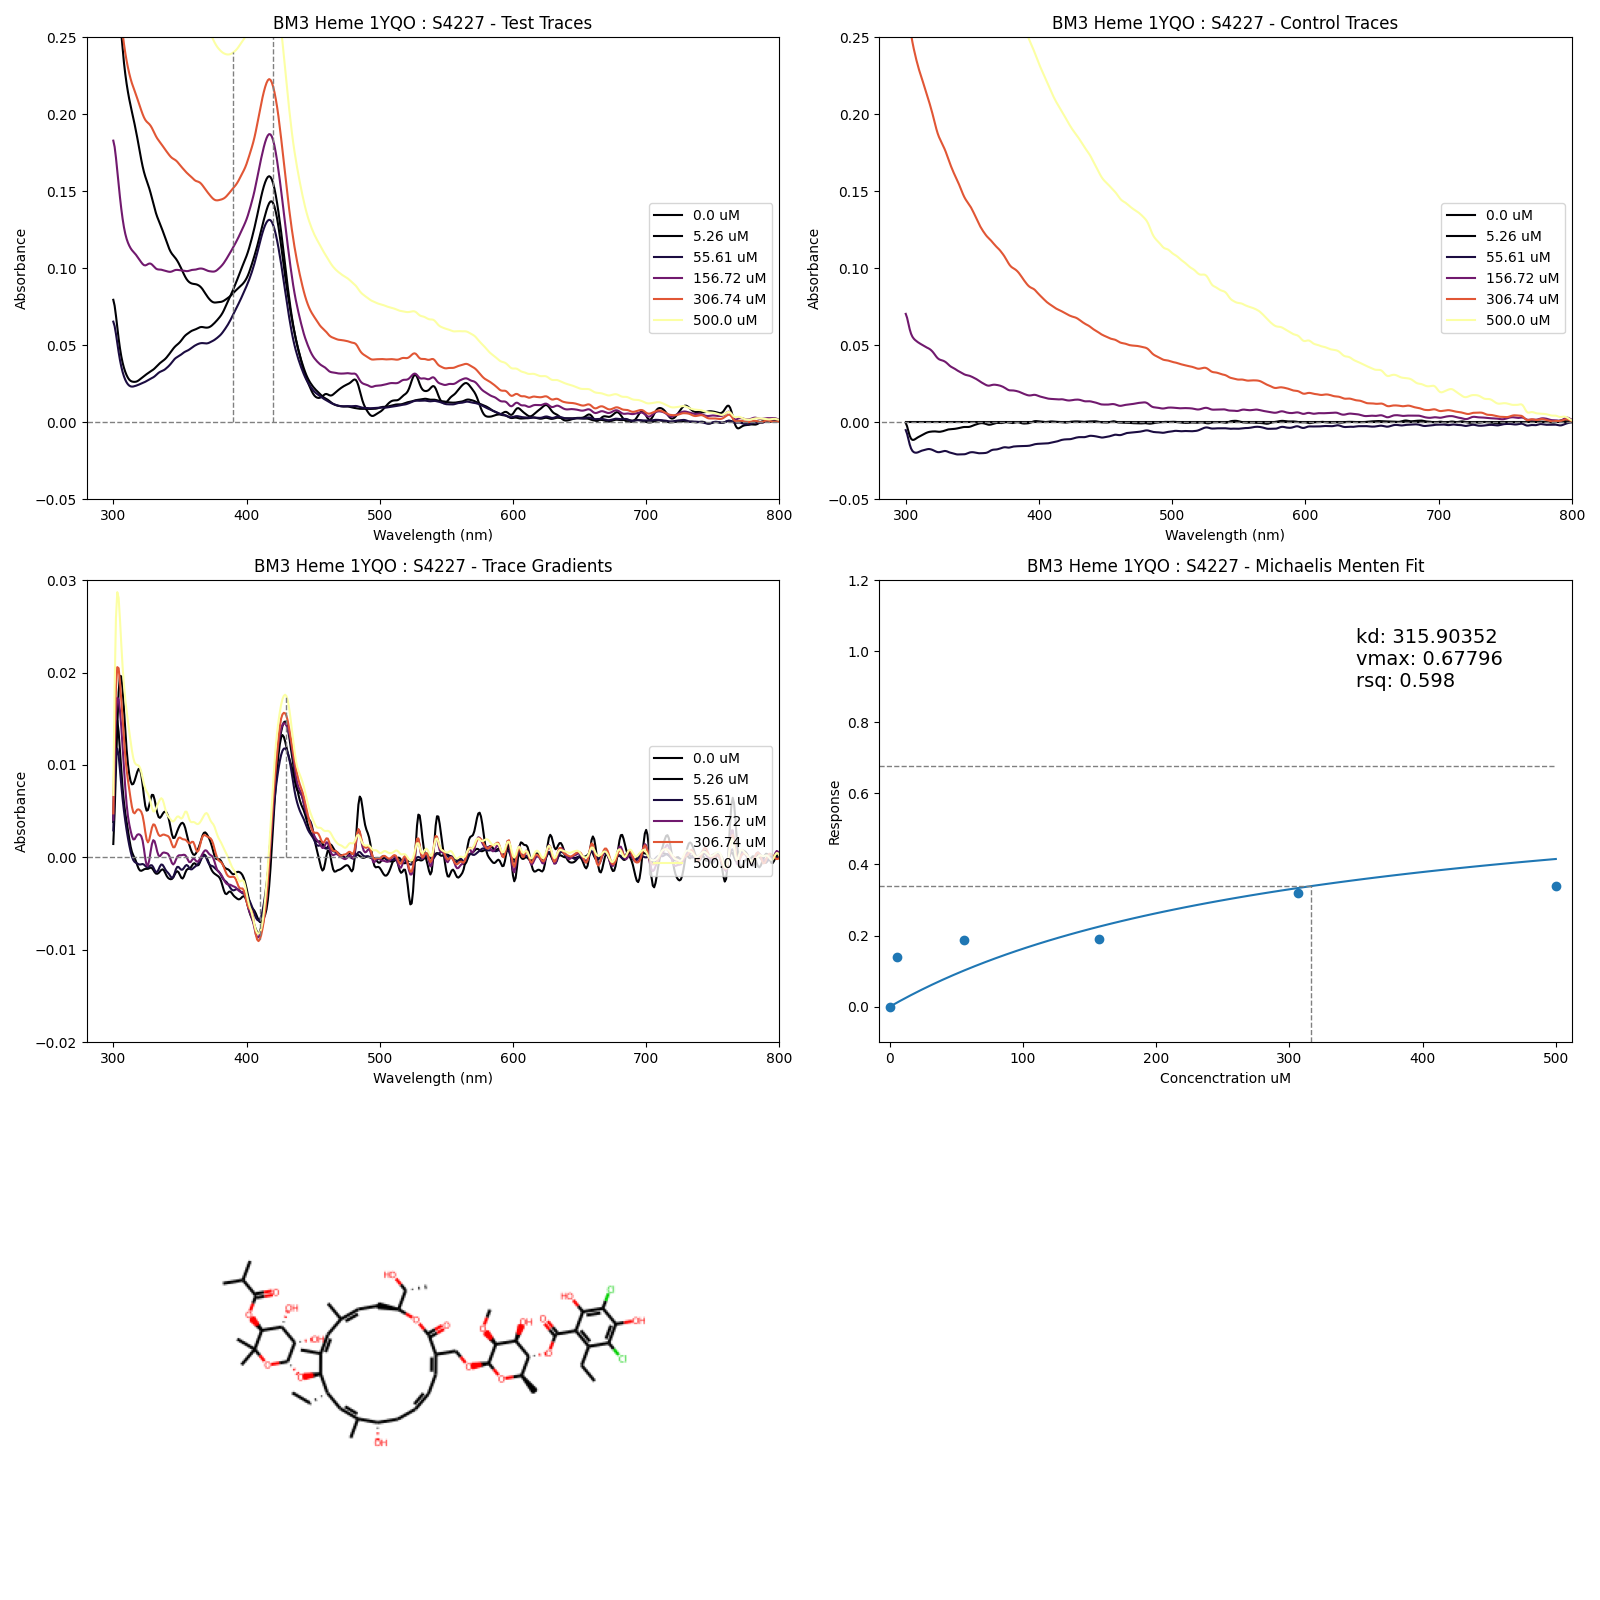 BM3 Heme 1YQO : S4227 - Test Traces
0.25
0.20
0.15
0.10
0.05
0.00
−0.05
Absorbance
300
400
500
600
700
800
Wavelength (nm)
0.0 uM
5.26 uM
55.61 uM
156.72 uM
306.74 uM
500.0 uM
BM3 Heme 1YQO : S4227 - Control Traces
0.25
0.20
0.15
0.10
0.05
0.00
−0.05
Absorbance
300
400
500
600
700
800
Wavelength (nm)
0.0 uM
5.26 uM
55.61 uM
156.72 uM
306.74 uM
500.0 uM
BM3 Heme 1YQO : S4227 - Trace Gradients
0.03
0.02
0.01
0.00
−0.01
−0.02
Absorbance
300
400
500
600
700
800
Wavelength (nm)
0.0 uM
5.26 uM
55.61 uM
156.72 uM
306.74 uM
500.0 uM
BM3 Heme 1YQO : S4227 - Michaelis Menten Fit
1.2
1.0
0.8
0.6
0.4
0.2
0.0
Response
0
100
200
300
400
500
Concenctration uM
kd: 315.90352
vmax: 0.67796
rsq: 0.598
HO
O
OH
O
OH
O
O
O
O
O
OH
O
O
OH
O
O
O
HO
Cl
OH
Cl